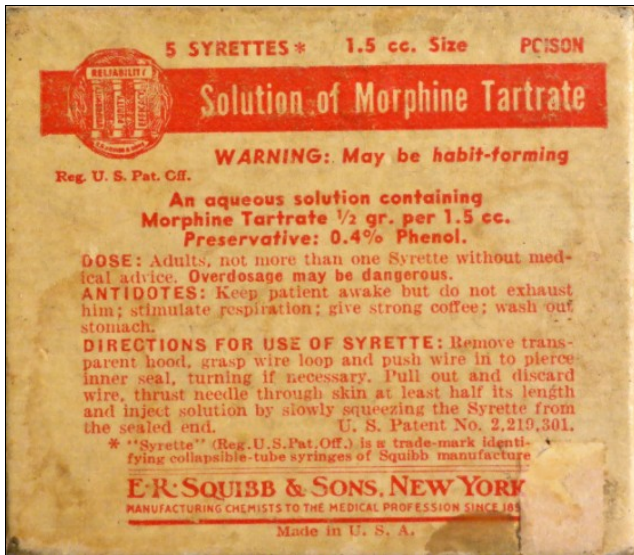 5 SYRETTES* 1.5 cc. Size POISON
RELIABILITY
UNIFORMITY PURITY EFFICACY
E·R·SQUIBB & SONS
Solution of Morphine Tartrate
WARNING: May be habit-forming
Reg. U. S. Pat. Off.
An aqueous solution containing
Morphine Tartrate ½ gr. per 1.5 cc.
Preservative: 0.4% Phenol.
DOSE: Adults, not more than one Syrette without med-
ical advice. Overdosage may be dangerous.
ANTIDOTES: Keep patient awake but do not exhaust
him; stimulate respiration; give strong coffee; wash out
stomach.
DIRECTIONS FOR USE OF SYRETTE: Remove trans-
parent hood, grasp wire loop and push wire in to pierce
inner seal, turning if necessary. Pull out and discard
wire, thrust needle through skin at least half its length
and inject solution by slowly squeezing the Syrette from
the sealed end. U. S. Patent No. 2,219,301.
* "Syrette" (Reg.U.S.Pat.Off.) is a trade-mark identi-
fying collapsible-tube syringes of Squibb manufacture
E·R·SQUIBB & SONS, NEW YORK
MANUFACTURING CHEMISTS TO THE MEDICAL PROFESSION SINCE 185
Made in U. S. A.